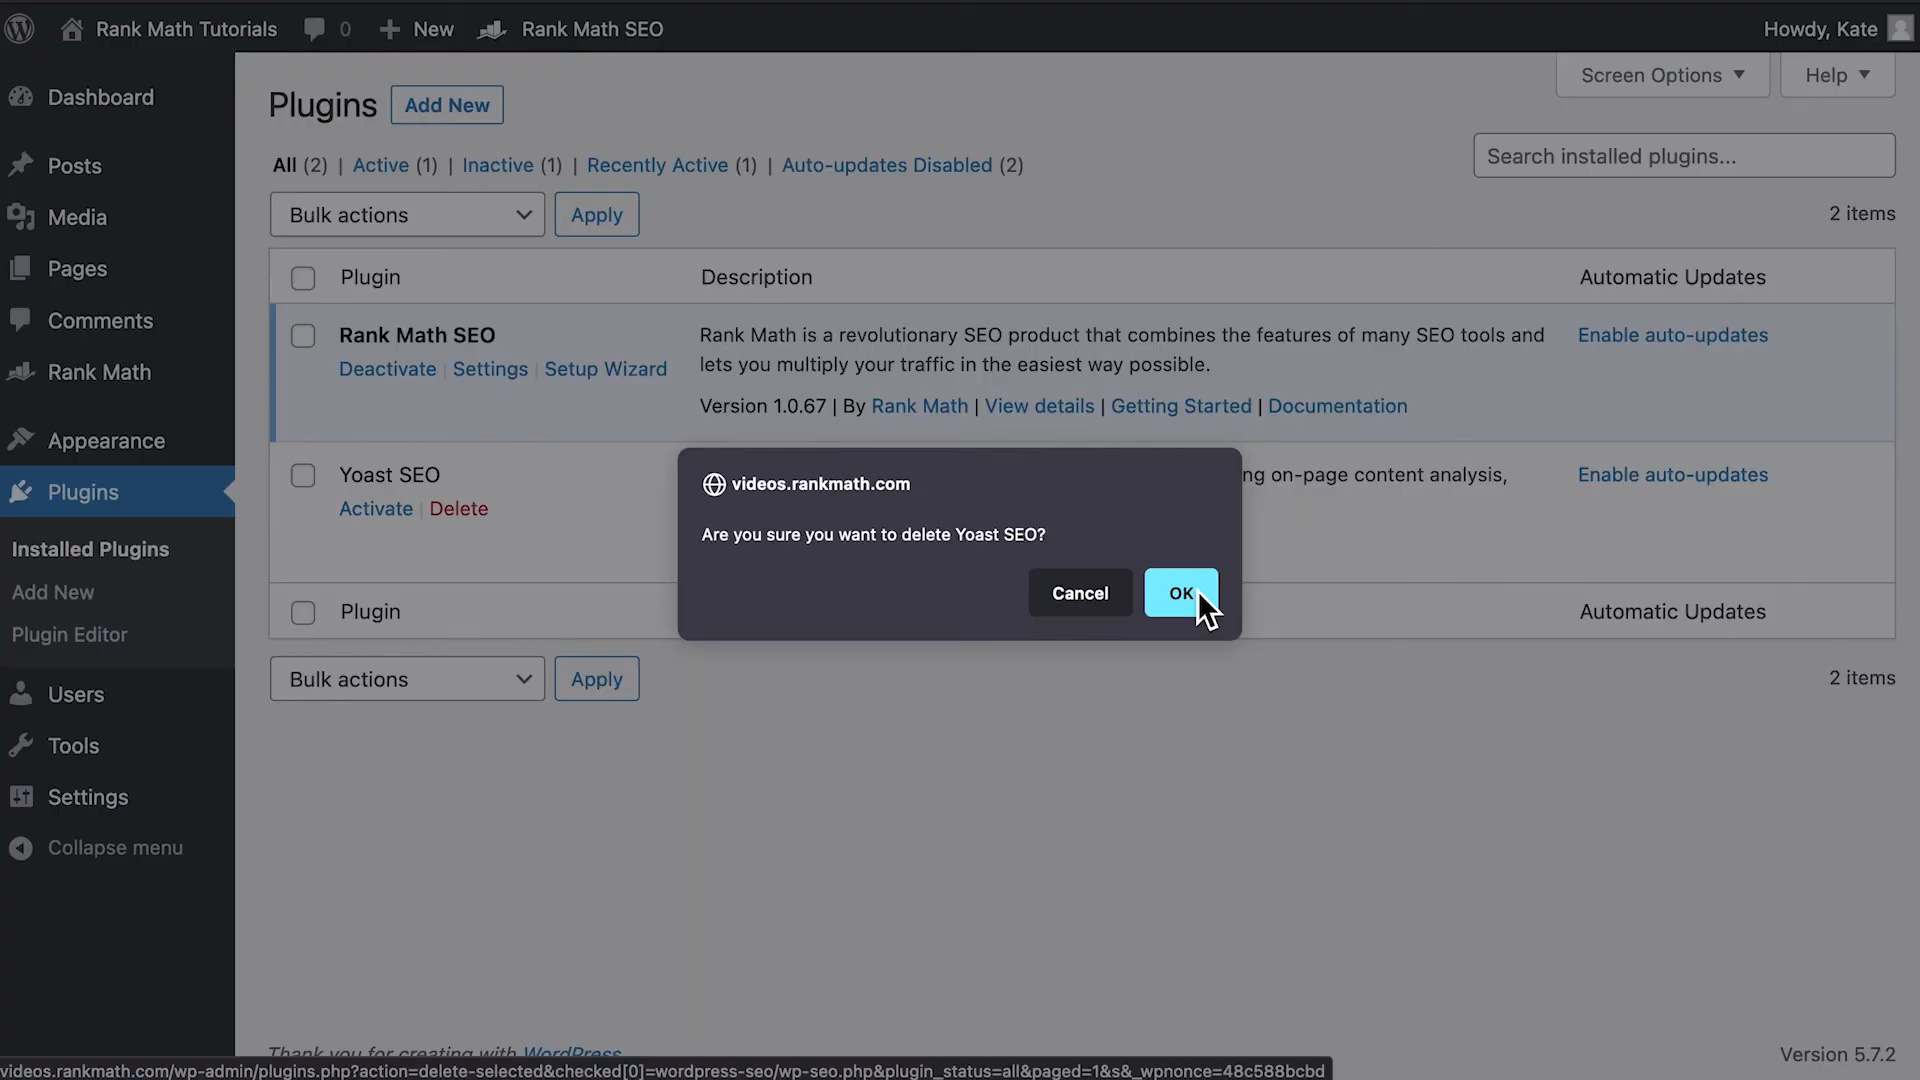 Rank Math Tutorials 0 New Rank Math SEO Howdy, Kate
Screen Options Help
Dashboard
Posts
Media
Pages
Comments
Rank Math
Appearance
Plugins
Installed Plugins
Add New
Plugin Editor
Users
Tools
Settings
Collapse menu
Plugins Add New
All (2) | Active (1) | Inactive (1) | Recently Active (1) | Auto-updates Disabled (2)
Search installed plugins...
Bulk actions Apply 2 items
Plugin Description Automatic Updates
Rank Math SEO
Deactivate | Settings | Setup Wizard
Rank Math is a revolutionary SEO product that combines the features of many SEO tools and
lets you multiply your traffic in the easiest way possible.
Version 1.0.67 | By Rank Math | View details | Getting Started | Documentation
Enable auto-updates
Yoast SEO
Activate | Delete
ng on-page content analysis,
Enable auto-updates
videos.rankmath.com
Are you sure you want to delete Yoast SEO?
Cancel OK
Plugin Automatic Updates
Bulk actions Apply 2 items
Thank you for creating with WordPress Version 5.7.2
videos.rankmath.com/wp-admin/plugins.php?action=delete-selected&checked[0]=wordpress-seo/wp-seo.php&plugin_status=all&paged=1&s&_wpnonce=48c588bcbd